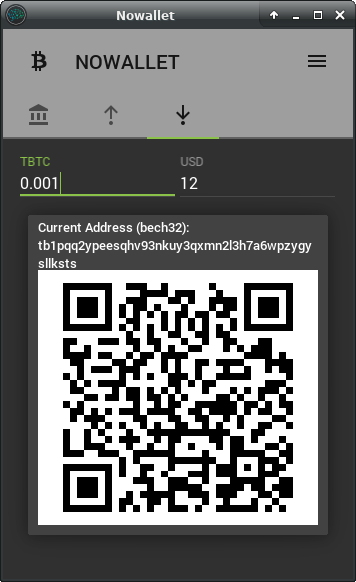 Nowallet
NOWALLET
TBTC
USD
0.001
12
Current Address (bech32):
tb1pqq2ypeesqhv93nkuy3qxmn2l3h7a6wpzygy
sllksts